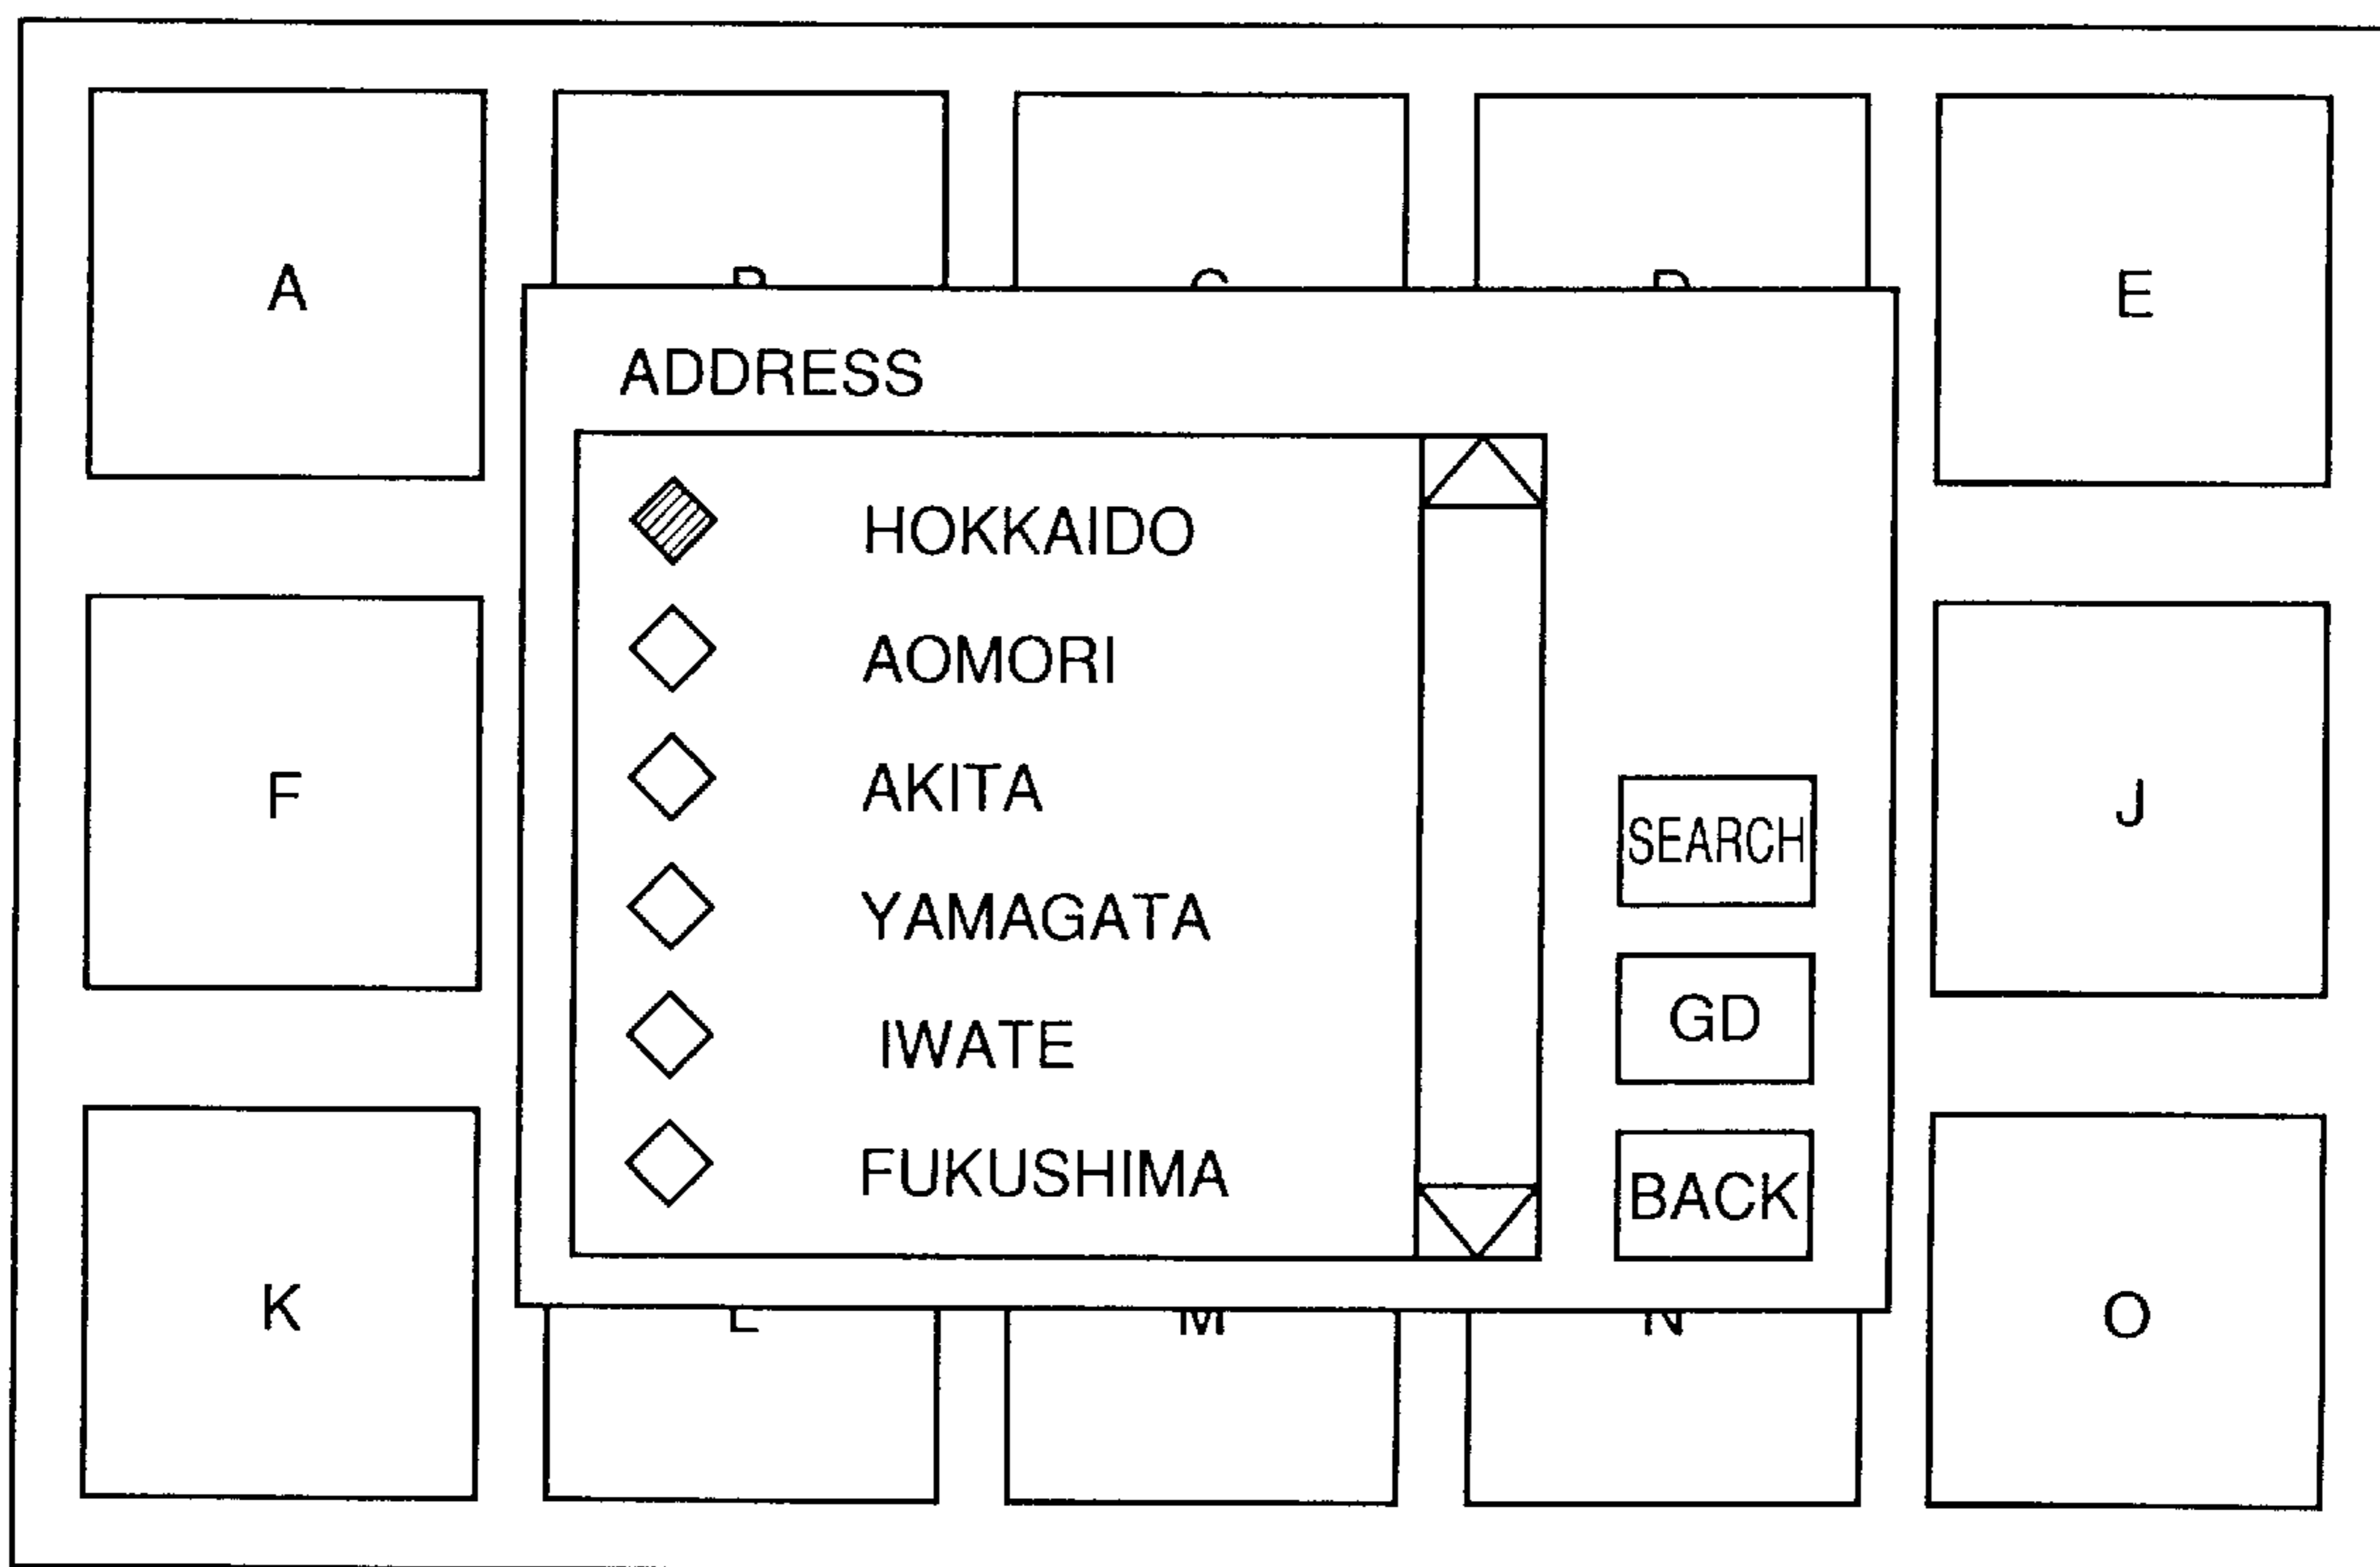 A
E
ADDRESS
HOKKAIDO
AOMORI
AKITA
YAMAGATA
IWATE
FUKUSHIMA
SEARCH
GD
BACK
F
J
K
M
N
O